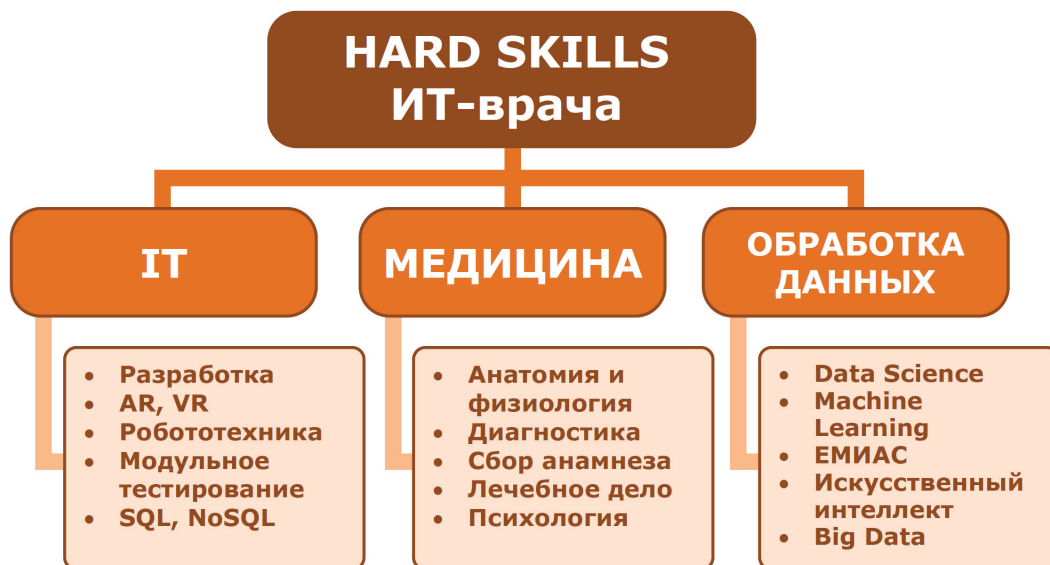 HARD SKILLS
ИТ-врача
IT
• Разработка
• AR, VR
• Робототехника
• Модульное
тестирование
• SQL, NoSQL
МЕДИЦИНА
• Анатомия и
физиология
• Диагностика
• Сбор анамнеза
• Лечебное дело
• Психология
ОБРАБОТКА
ДАННЫХ
• Data Science
• Machine
Learning
• ЕМИАС
• Искусственный
интеллект
• Big Data